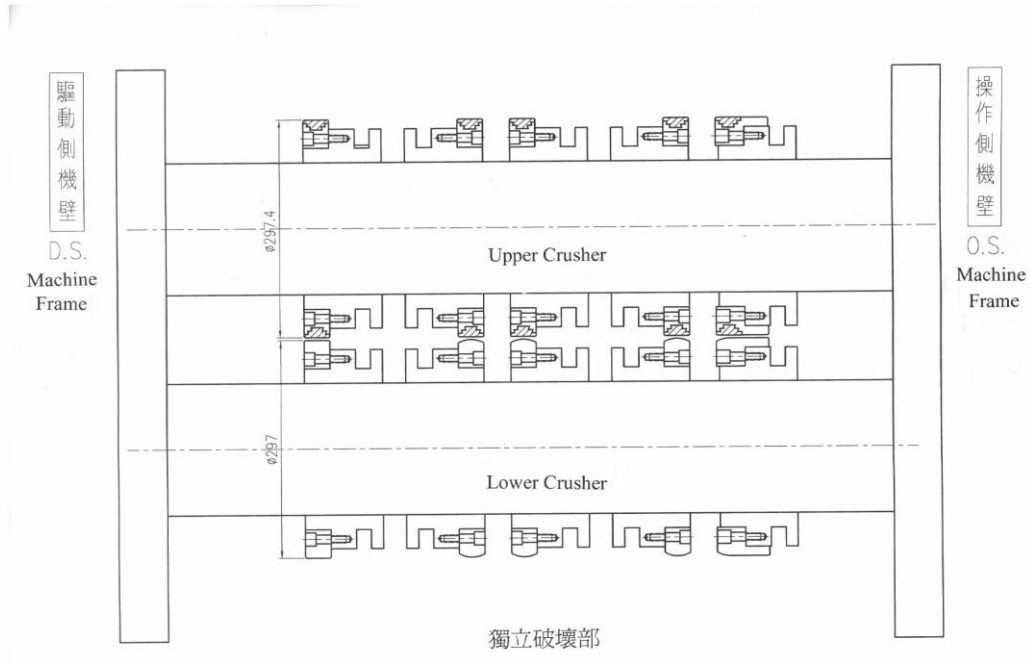 驅動側機壁
D.S.
Machine
Frame
操作側機壁
O.S.
Machine
Frame
ø297.4
Upper Crusher
ø297
Lower Crusher
獨立破壞部